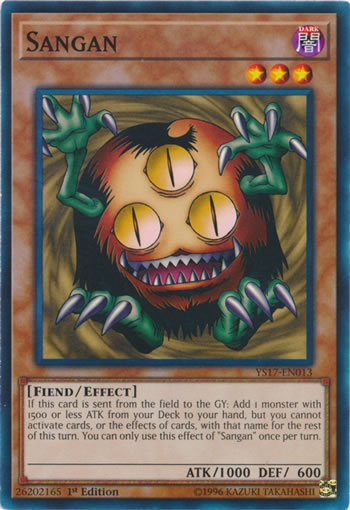 SANGAN
DARK
闇
YS17-EN013
[FIEND/EFFECT]
If this card is sent from the field to the GY: Add 1 monster with
1500 or less ATK from your Deck to your hand, but you cannot
activate cards, or the effects of cards, with that name for the rest
of this turn. You can only use this effect of "Sangan" once per turn.
ATK/1000 DEF/ 600
26202165 1st Edition ©1996 KAZUKI TAKAHASHI